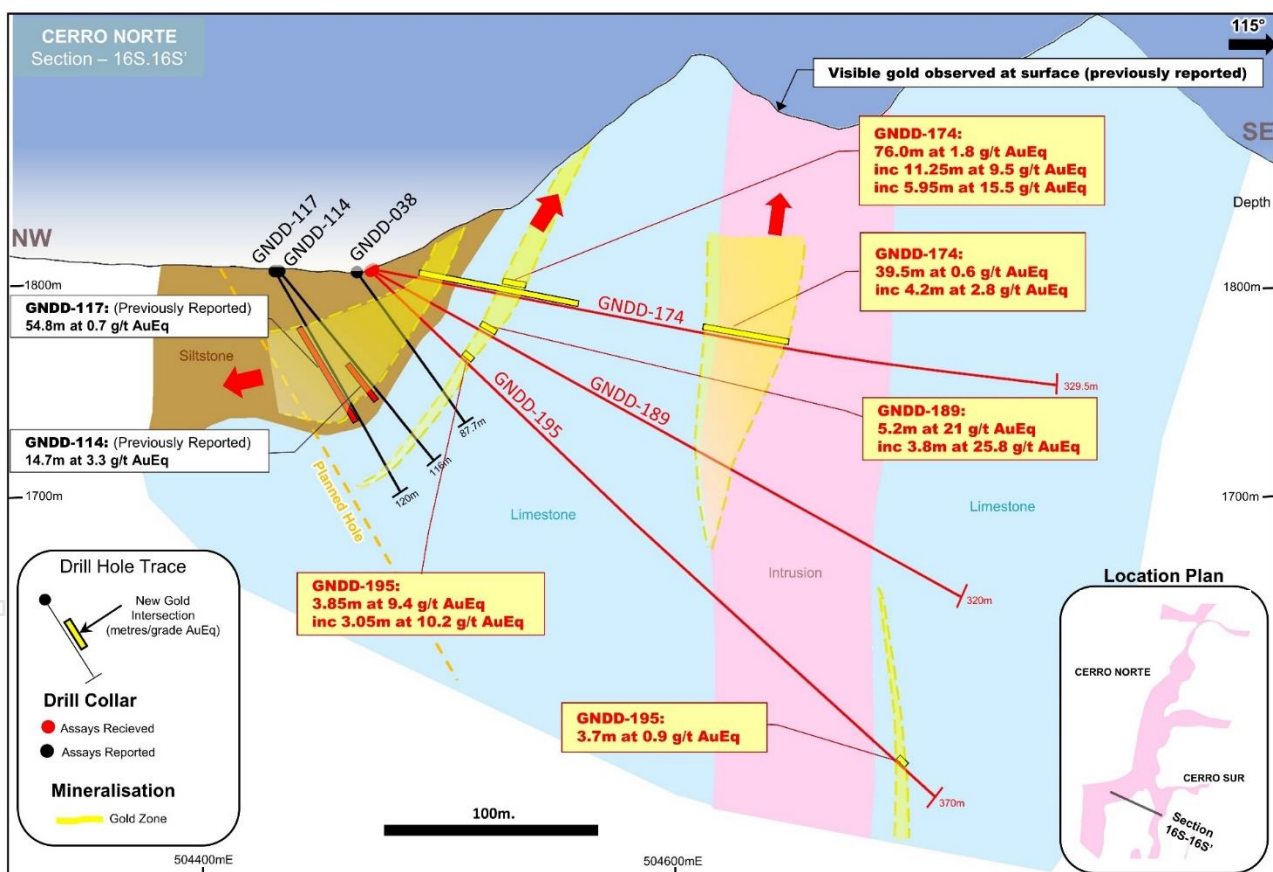 CERRO NORTE
Section – 16S.16S'
115°
Visible gold observed at surface (previously reported)
NW
SE
Depth
GNDD-117
GNDD-114
GNDD-038
GNDD-174:
76.0m at 1.8 g/t AuEq
inc 11.25m at 9.5 g/t AuEq
inc 5.95m at 15.5 g/t AuEq
GNDD-174:
39.5m at 0.6 g/t AuEq
inc 4.2m at 2.8 g/t AuEq
1800m
1800m
GNDD-117: (Previously Reported)
54.8m at 0.7 g/t AuEq
Siltstone
GNDD-174
GNDD-189
GNDD-195
329.5m
GNDD-189:
5.2m at 21 g/t AuEq
inc 3.8m at 25.8 g/t AuEq
GNDD-114: (Previously Reported)
14.7m at 3.3 g/t AuEq
87.7m
116m
120m
1700m
1700m
Planned Hole
Limestone
Limestone
Intrusion
GNDD-195:
3.85m at 9.4 g/t AuEq
inc 3.05m at 10.2 g/t AuEq
320m
GNDD-195:
3.7m at 0.9 g/t AuEq
370m
Drill Hole Trace
New Gold
Intersection
(metres/grade AuEq)
Drill Collar
Assays Recieved
Assays Reported
Mineralisation
Gold Zone
100m.
504400mE
504600mE
Location Plan
CERRO NORTE
CERRO SUR
Section
16S-16S'